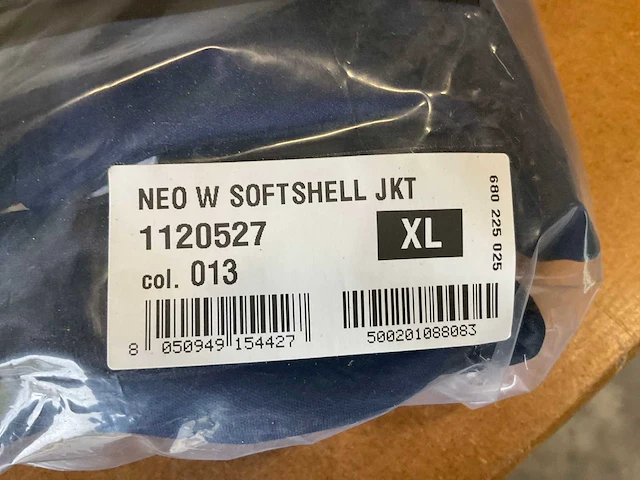 NEO W SOFTSHELL JKT
1120527
XL
col. 013
8 050949 154427
500201088083
680 225 025